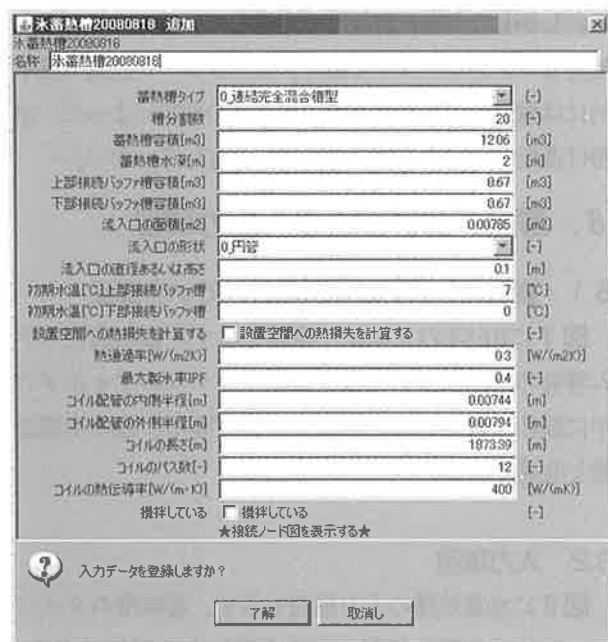 氷蓄熱槽20080818 追加
氷蓄熱槽20080818
名称 氷蓄熱槽20080818
蓄熱槽タイプ 0_連結完全混合槽型 [-]
槽分割数 20 [-]
蓄熱槽容積[m3] 12.06 [m3]
蓄熱槽水深[m] 2 [m]
上部接続バッファ槽容積[m3] 0.67 [m3]
下部接続バッファ槽容積[m3] 0.67 [m3]
流入口の面積[m2] 0.00785 [m2]
流入口の形状 0_円管 [-]
流入口の直径あるいは高さ 0.1 [m]
初期水温[℃]上部接続バッファ槽 7 [℃]
初期水温[℃]下部接続バッファ槽 0 [℃]
設置空間への熱損失を計算する 設置空間への熱損失を計算する [-]
熱通過率[W/(m2K)] 0.3 [W/(m2K)]
最大製氷率IPF 0.4 [-]
コイル配管の内側半径[m] 0.00744 [m]
コイル配管の外側半径[m] 0.00794 [m]
コイルの長さ[m] 1873.39 [m]
コイルのパス数[-] 12 [-]
コイルの熱伝導率[W/(m・K)] 400 [W/(mK)]
攪拌している 攪拌している [-]
★接続ノード図を表示する★
入力データを登録しますか？
了解 取消し